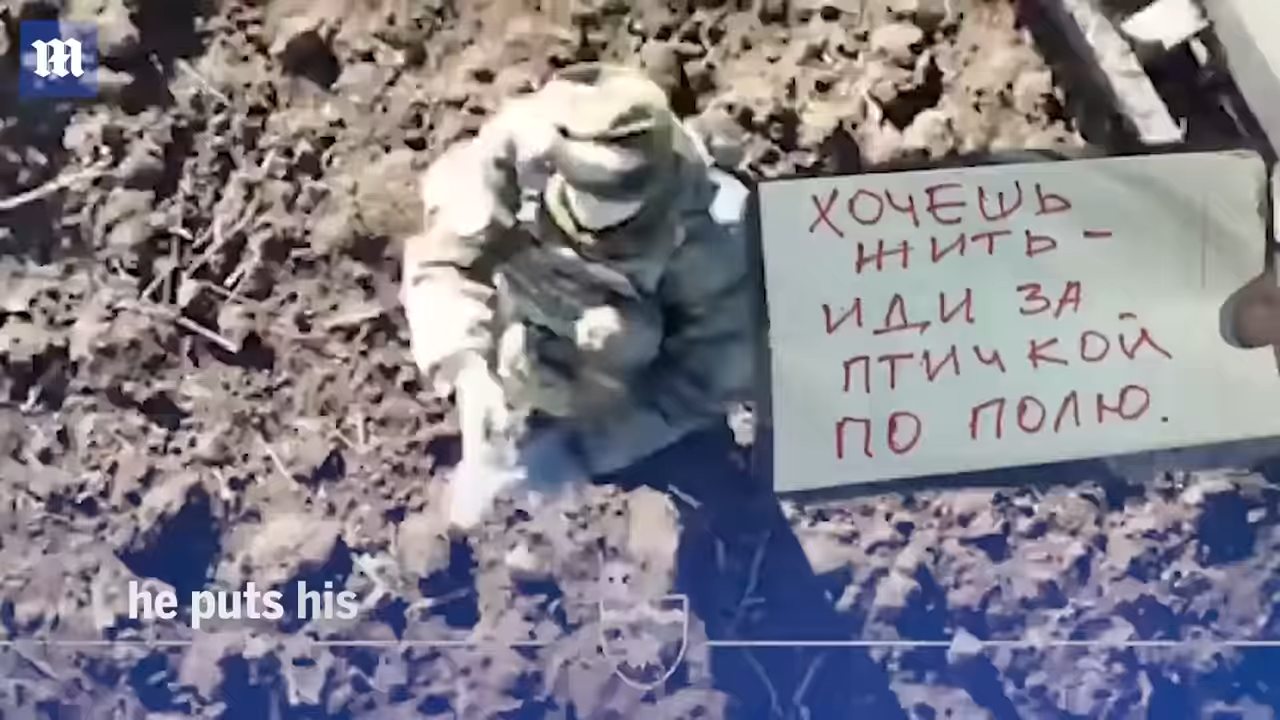 M
ХОЧЕШЬ
ЖИТЬ -
ИДИ ЗА
ПТИЧКОЙ
ПО ПОЛЮ.
he puts his